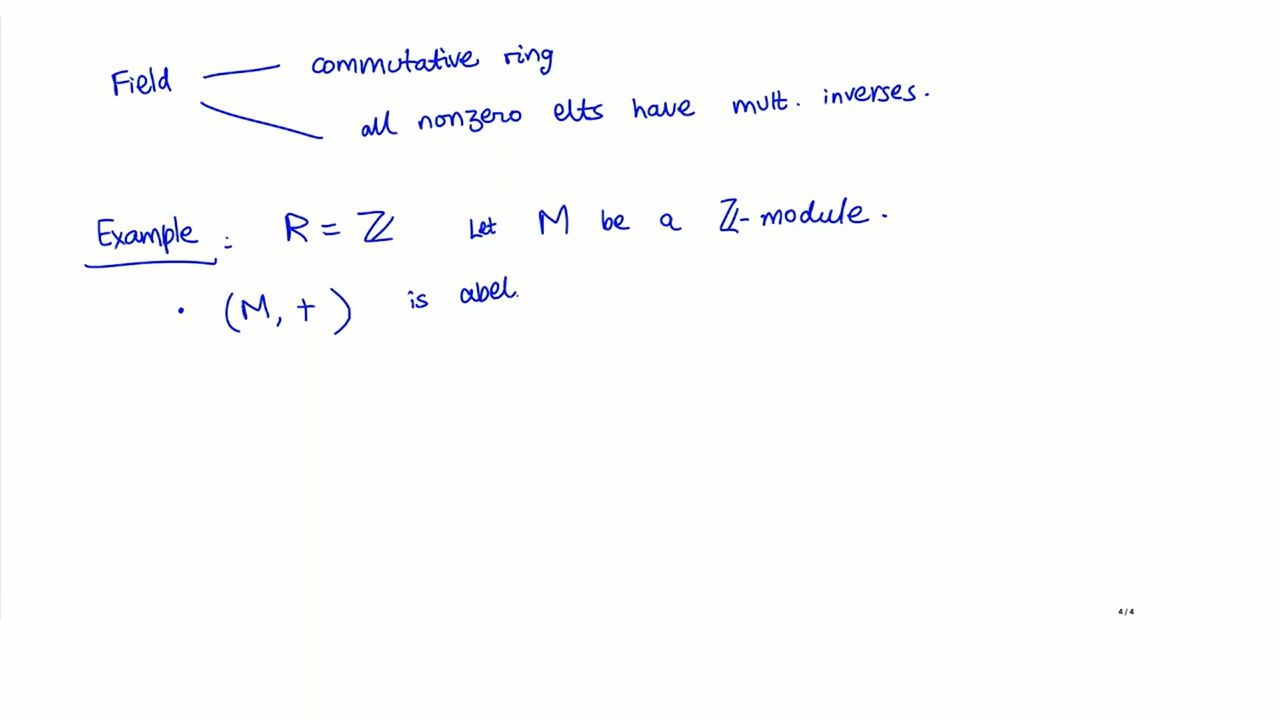 Field — commutative ring
— all nonzero elts have mult. inverses.
Example : R = ℤ Let M be a ℤ-module.
• (M, +) is abel.
4/4